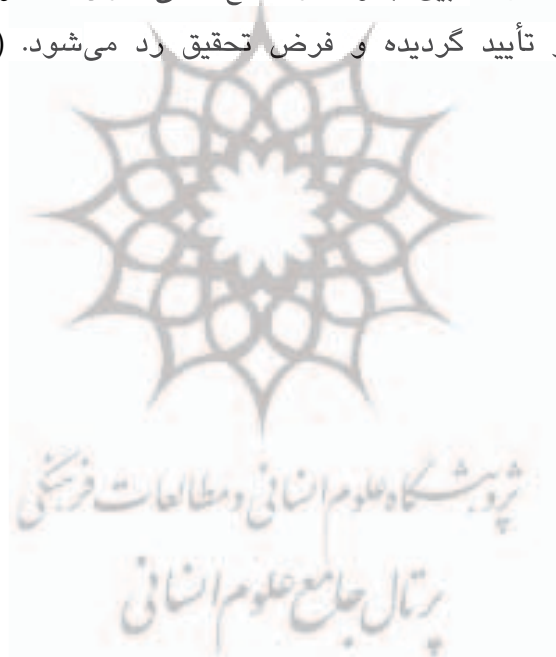 تأیید گردیده و فرض تحقیق رد می‌شود. (
پژوهشگاه علوم انسانی و مطالعات فرهنگی
پرتال جامع علوم انسانی